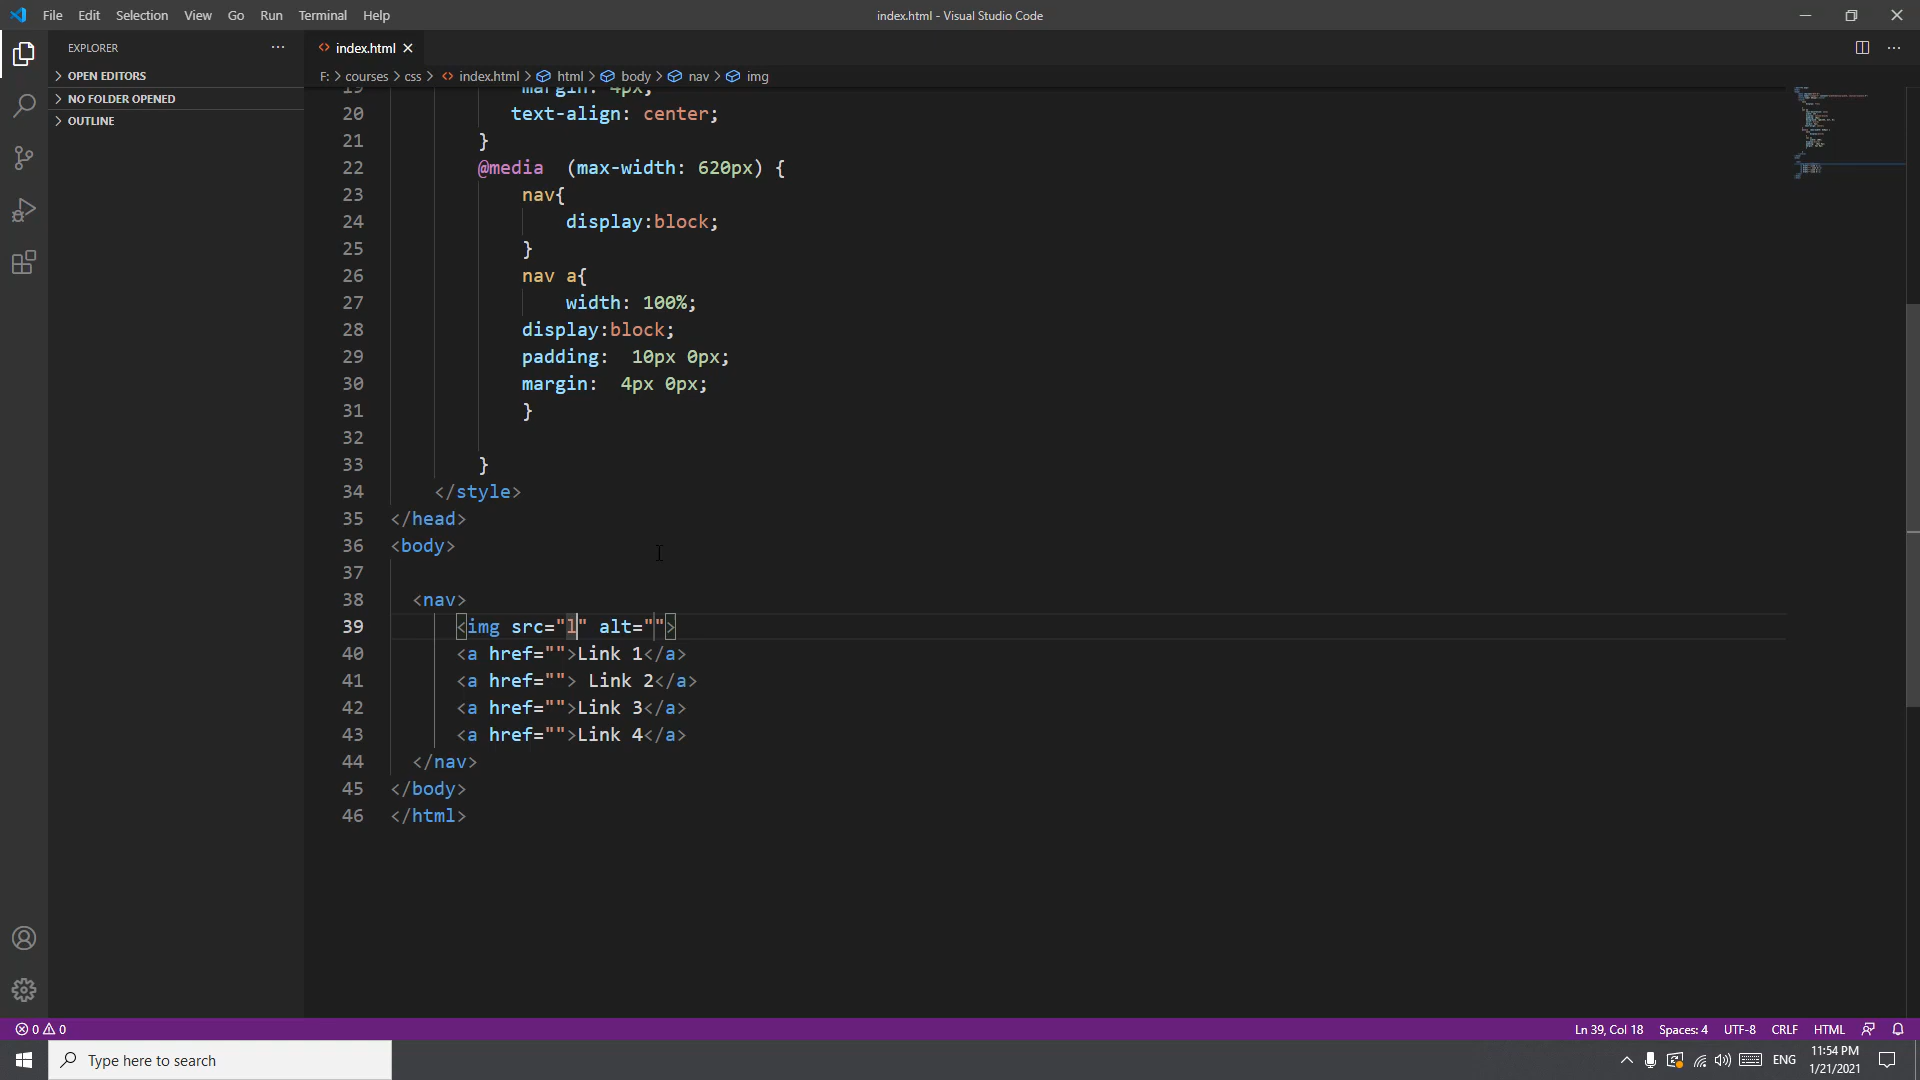 File Edit Selection View Go Run Terminal Help
index.html - Visual Studio Code
EXPLORER
index.html
OPEN EDITORS
NO FOLDER OPENED
OUTLINE
F: > courses > css > index.html > html > body > nav > img
19 margin: 4px;
20 text-align: center;
21 }
22 @media (max-width: 620px) {
23 nav{
24 display:block;
25 }
26 nav a{
27 width: 100%;
28 display:block;
29 padding: 10px 0px;
30 margin: 4px 0px;
31 }
32
33 }
34 </style>
35 </head>
36 <body>
37
38 <nav>
39 <img src="l" alt="">
40 <a href="">Link 1</a>
41 <a href=""> Link 2</a>
42 <a href="">Link 3</a>
43 <a href="">Link 4</a>
44 </nav>
45 </body>
46 </html>
0 0
Ln 39, Col 18 Spaces: 4 UTF-8 CRLF HTML
Type here to search
ENG
11:54 PM
1/21/2021